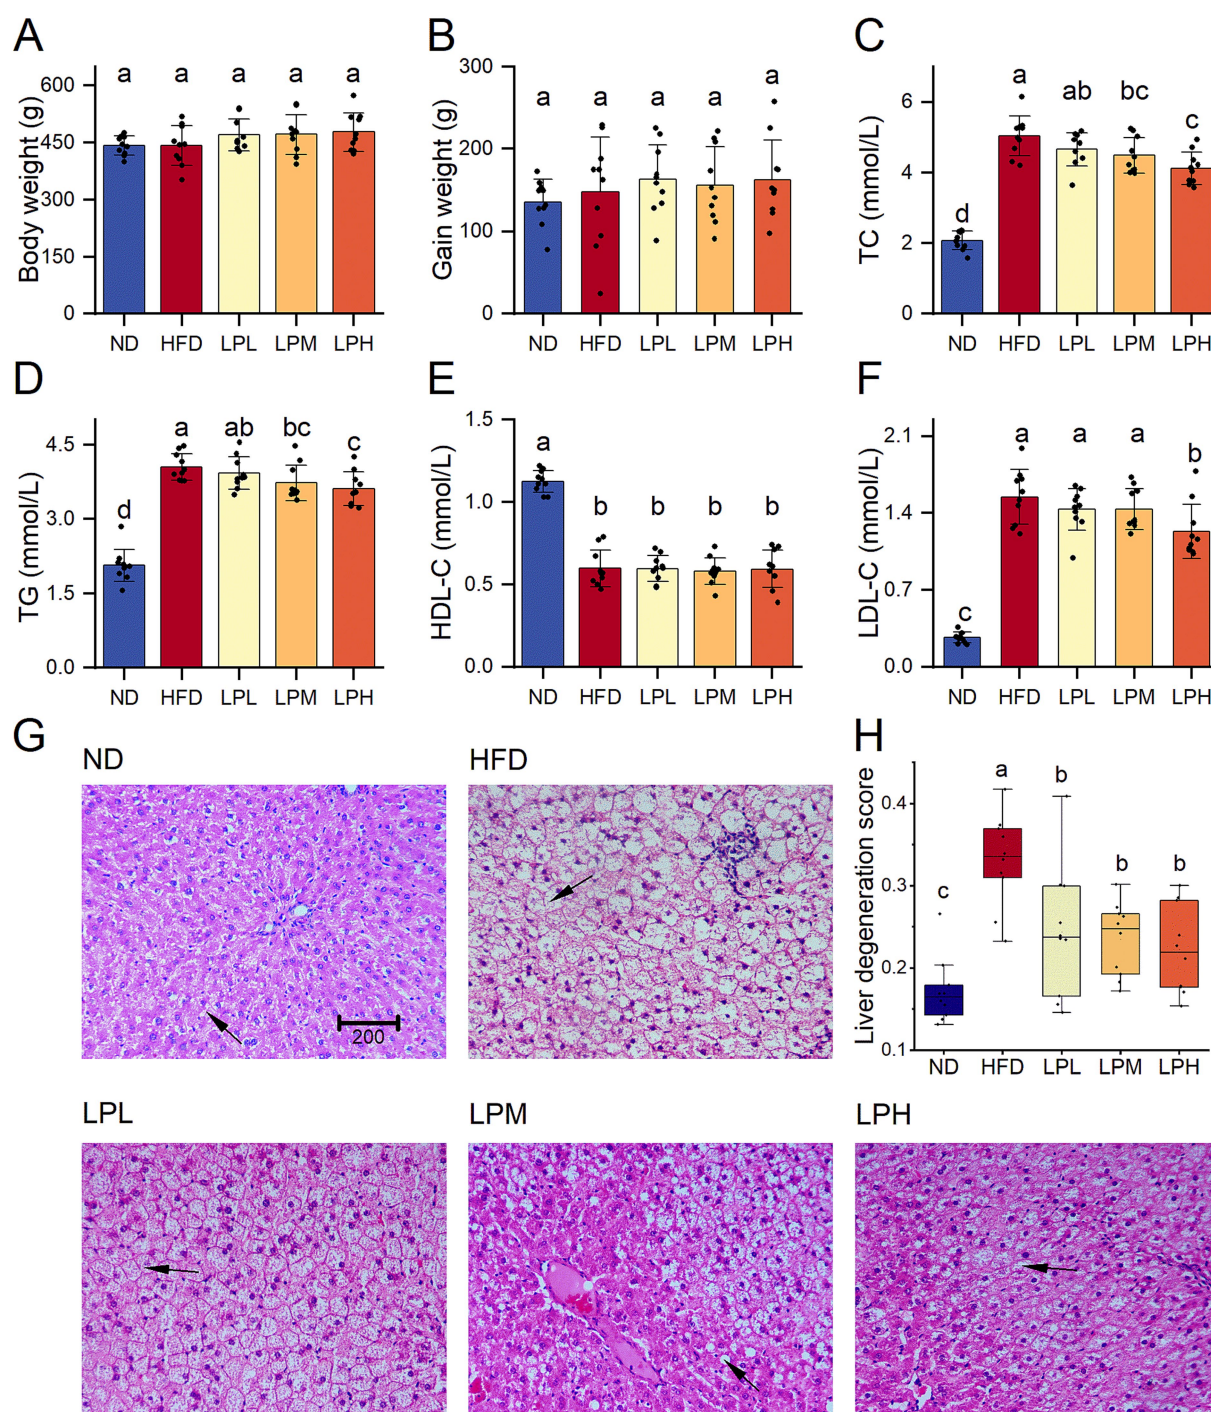 A
Body weight (g)
600
450
300
150
0
a a a a a
ND HFD LPL LPM LPH
B
Gain weight (g)
300
200
100
0
a a a a a
ND HFD LPL LPM LPH
C
TC (mmol/L)
6
4
2
0
d a ab bc c
ND HFD LPL LPM LPH
D
TG (mmol/L)
4.5
3.0
1.5
0.0
d a ab bc c
ND HFD LPL LPM LPH
E
HDL-C (mmol/L)
1.5
1.0
0.5
0.0
a b b b b
ND HFD LPL LPM LPH
F
LDL-C (mmol/L)
2.1
1.4
0.7
0.0
c a a a b
ND HFD LPL LPM LPH
G
ND
200
HFD
H
Liver degeneration score
0.4
0.3
0.2
0.1
c a b b b
ND HFD LPL LPM LPH
LPL
LPM
LPH